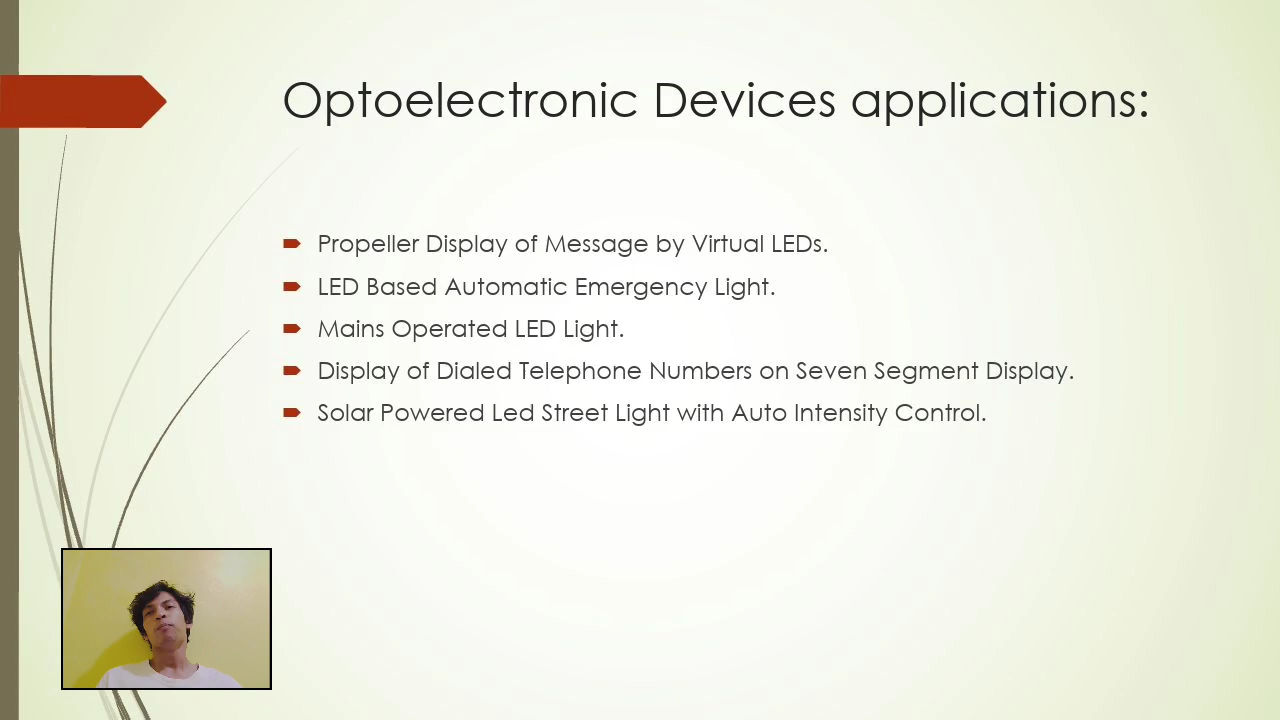 Optoelectronic Devices applications:
Propeller Display of Message by Virtual LEDs.
LED Based Automatic Emergency Light.
Mains Operated LED Light.
Display of Dialed Telephone Numbers on Seven Segment Display.
Solar Powered Led Street Light with Auto Intensity Control.